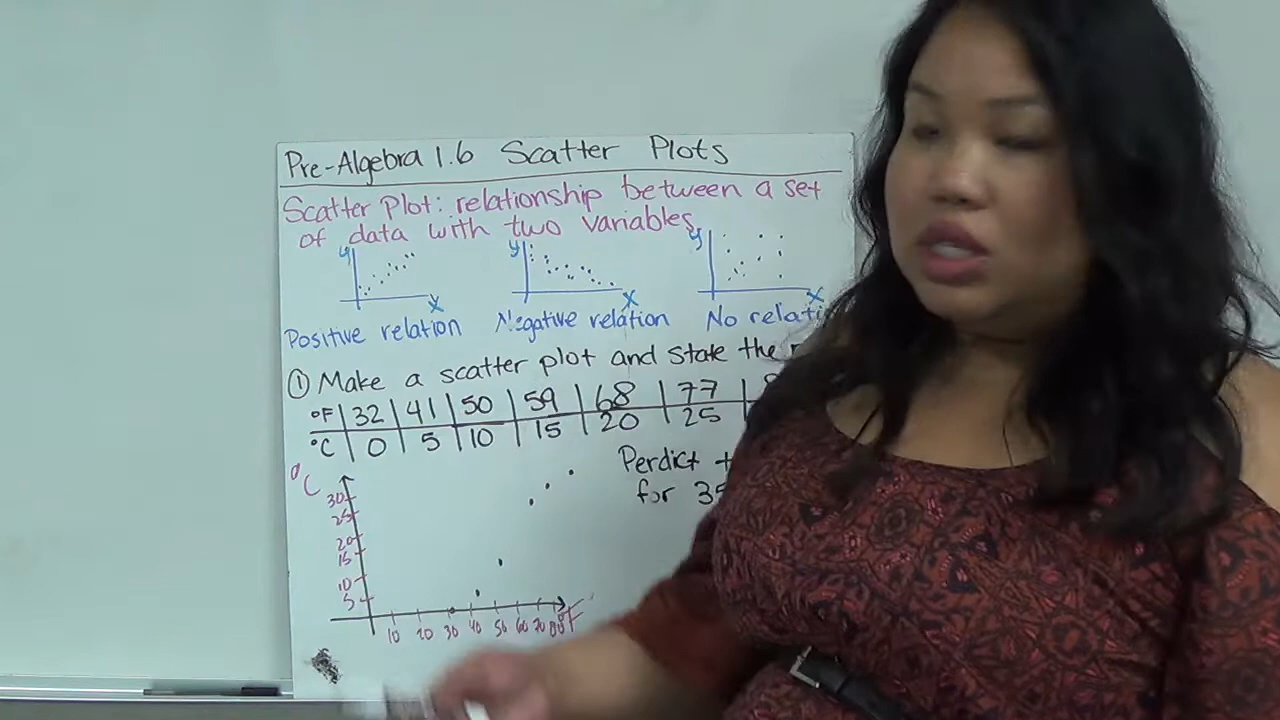 Pre-Algebra 1.6 Scatter Plots
Scatter Plot: relationship between a set
of data with two variables
y x
y x
y x
Positive relation Negative relation No relati
① Make a scatter plot and state the
°F 32 41 50 59 68 77
°C 0 5 10 15 20 25
Perdict
for 35
°C
30
25
20
15
10
5
10 20 30 40 50 60 70 80 °F